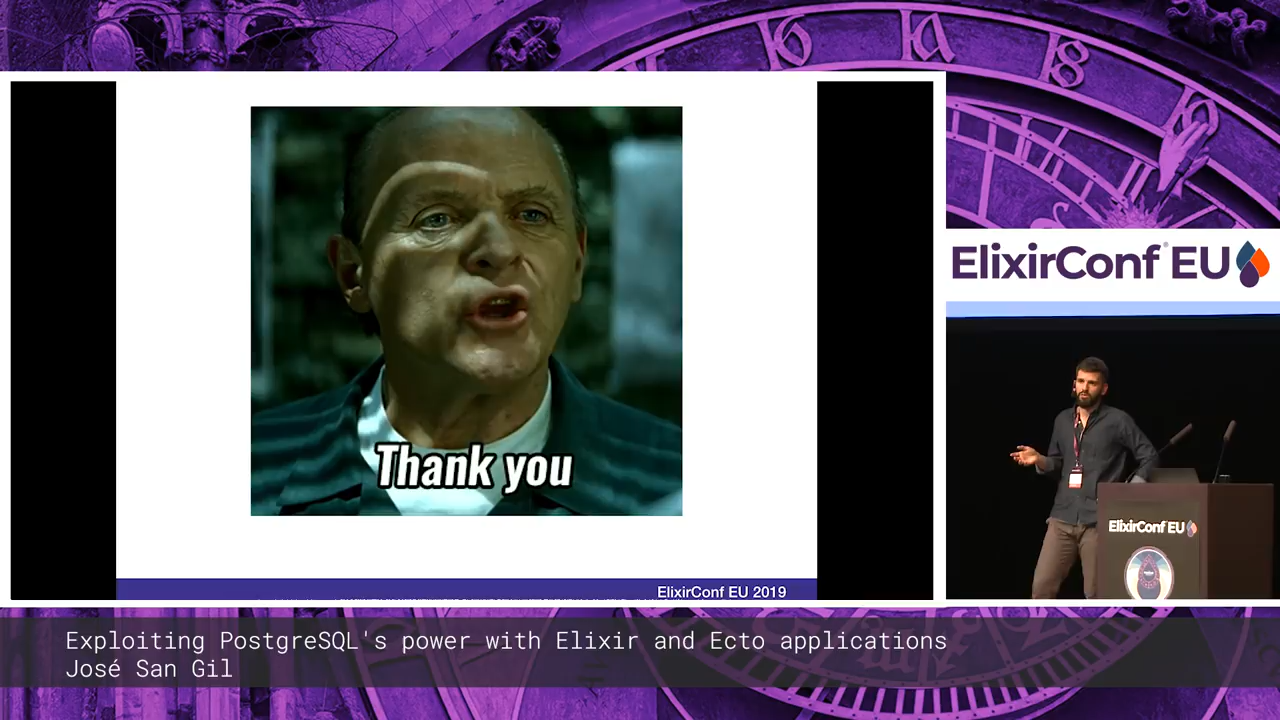 ElixirConf® EU
Thank you
ElixirConf EU
ElixirConf EU 2019
Exploiting PostgreSQL's power with Elixir and Ecto applications
José San Gil